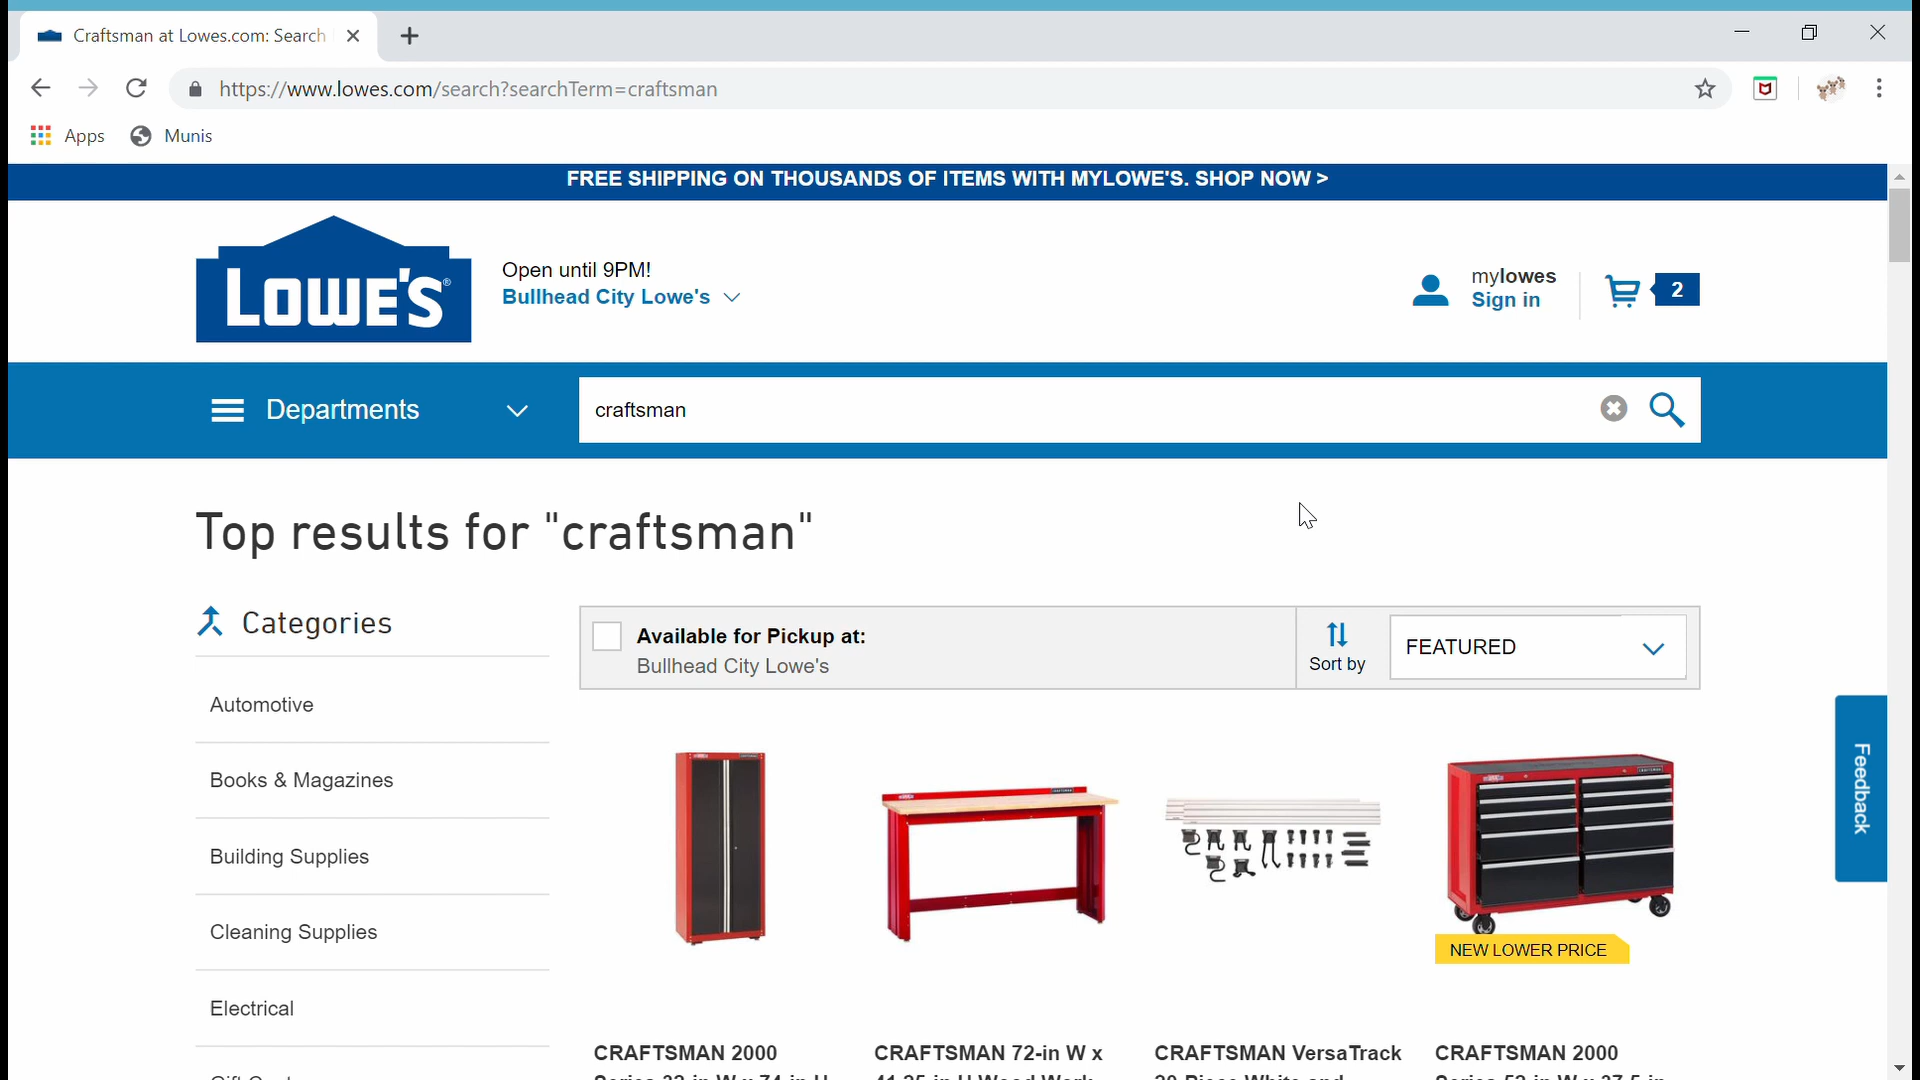 Craftsman at Lowes.com: Search
https://www.lowes.com/search?searchTerm=craftsman
Apps
Munis
FREE SHIPPING ON THOUSANDS OF ITEMS WITH MYLOWE'S. SHOP NOW >
LOWE'S®
Open until 9PM!
Bullhead City Lowe's
mylowes
Sign in
2
Departments
craftsman
Top results for "craftsman"
Categories
Automotive
Books & Magazines
Building Supplies
Cleaning Supplies
Electrical
Available for Pickup at:
Bullhead City Lowe's
Sort by
FEATURED
Feedback
NEW LOWER PRICE
CRAFTSMAN 2000
CRAFTSMAN 72-in W x
CRAFTSMAN VersaTrack
CRAFTSMAN 2000